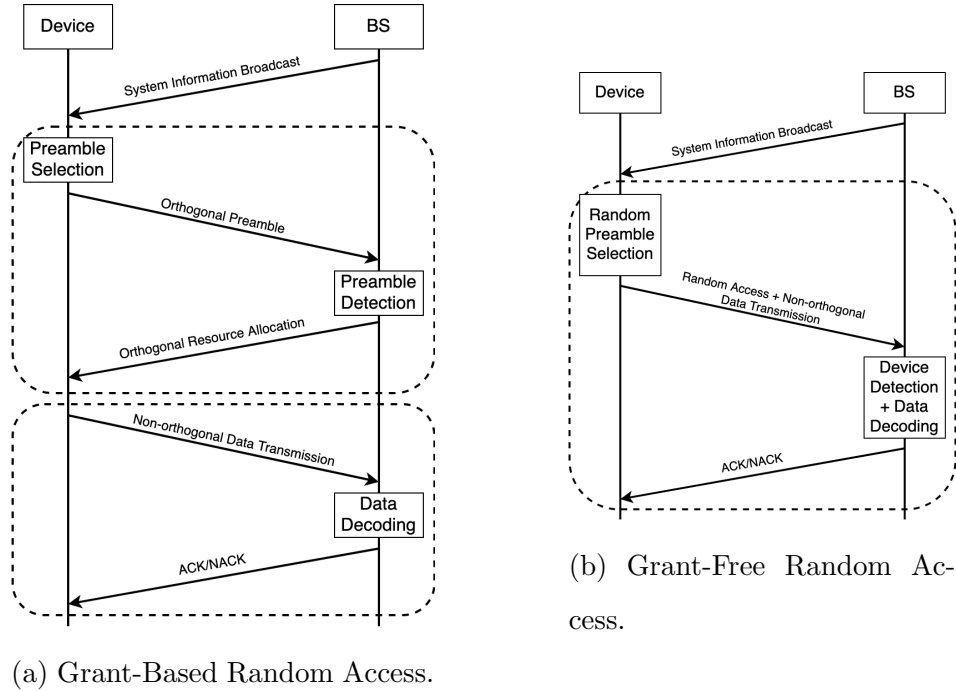 Device
BS
System Information Broadcast
Preamble
Selection
Orthogonal Preamble
Preamble
Detection
Orthogonal Resource Allocation
Non-orthogonal Data Transmission
Data
Decoding
ACK/NACK
(a) Grant-Based Random Access.
Device
BS
System Information Broadcast
Random
Preamble
Selection
Random Access + Non-orthogonal
Data Transmission
Device
Detection
+ Data
Decoding
ACK/NACK
(b) Grant-Free Random Ac-
cess.